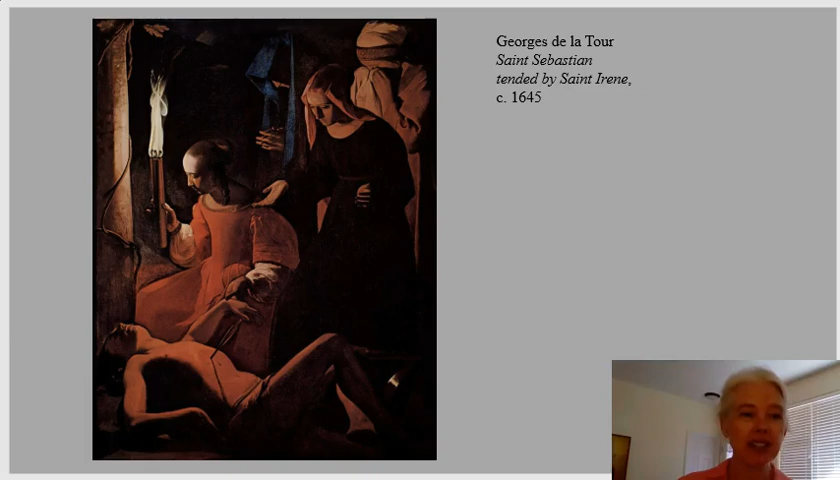 Georges de la Tour
Saint Sebastian
tended by Saint Irene,
c. 1645